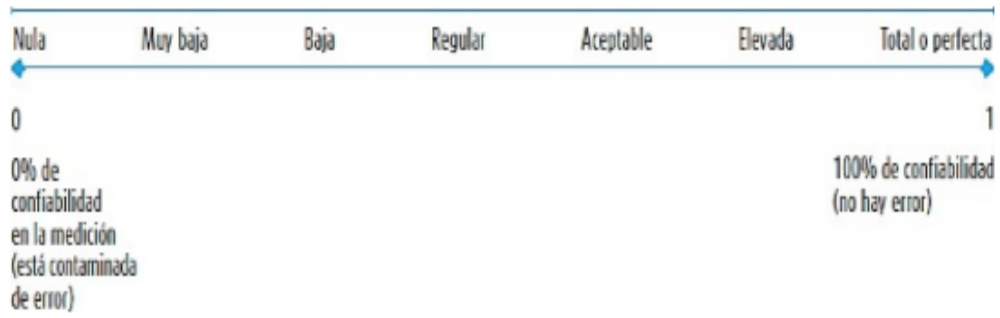 Nula Muy baja Baja Regular Aceptable Elevada Total o perfecta
0 1
0% de
confiabilidad
en la medición
(está contaminada
de error)
100% de confiabilidad
(no hay error)